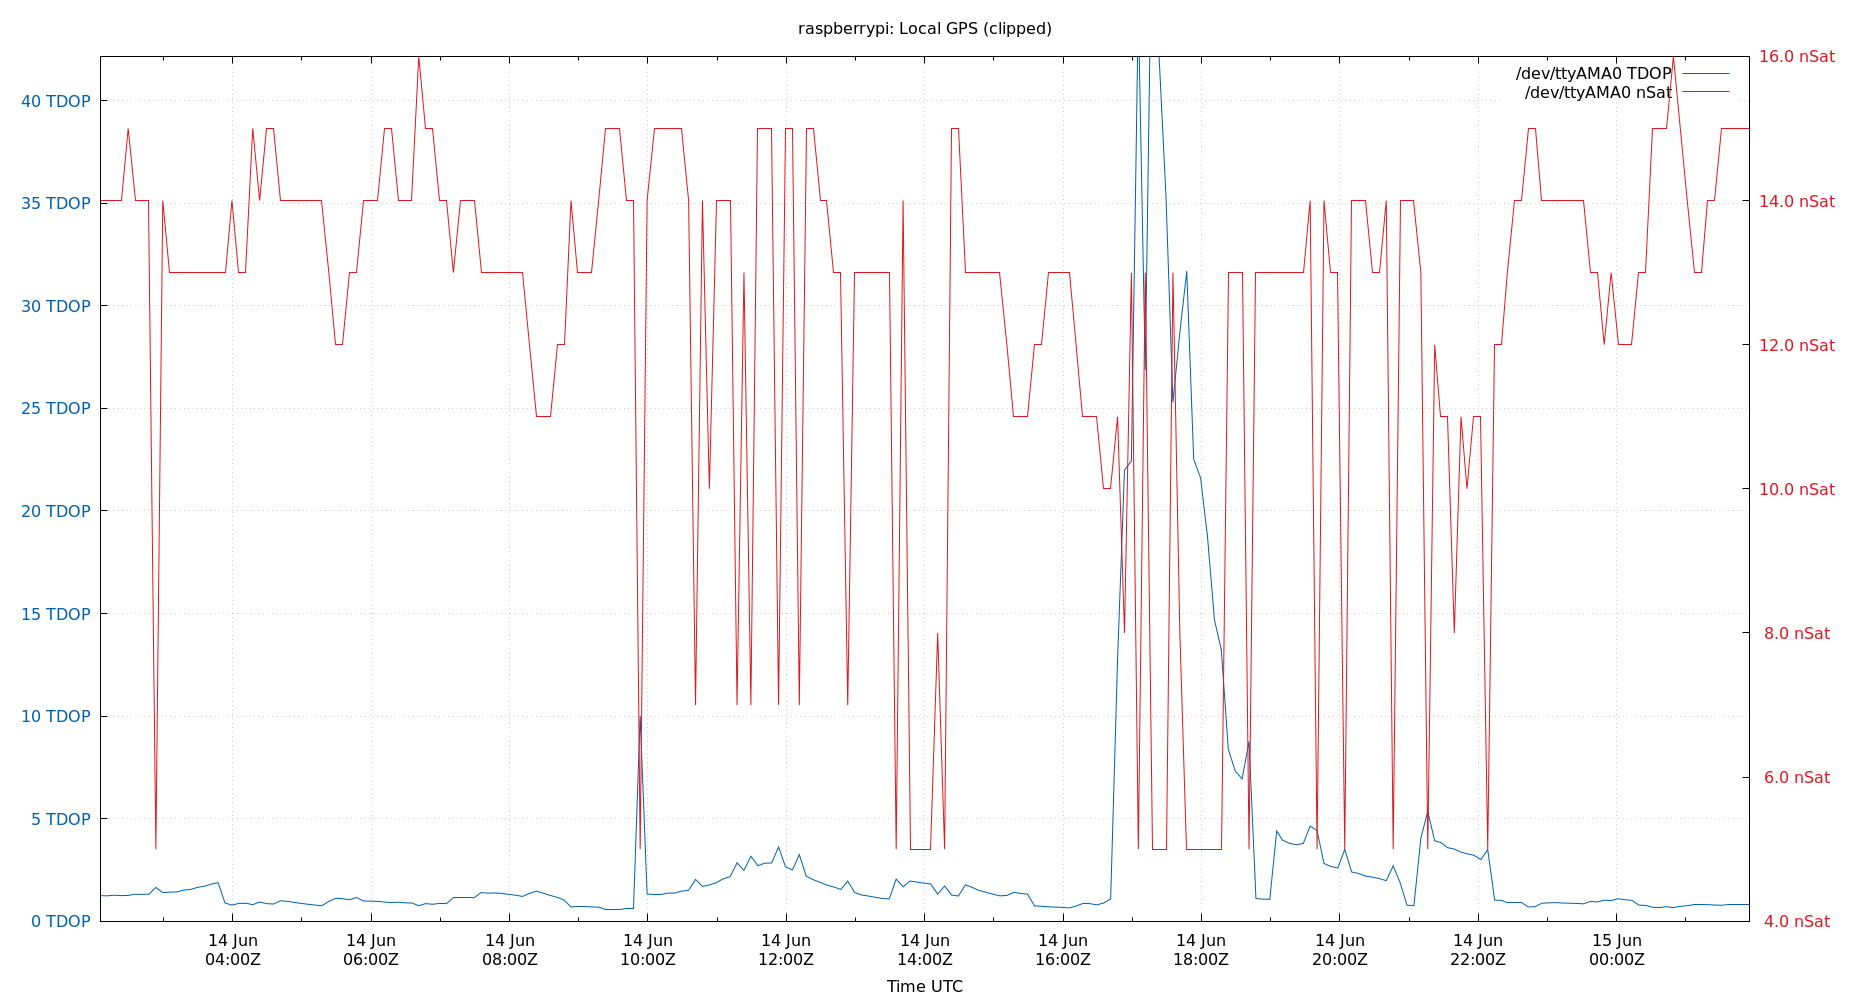 raspberrypi: Local GPS (clipped)
16.0 nSat
/dev/ttyAMA0 TDOP
/dev/ttyAMA0 nSat
40 TDOP
35 TDOP
14.0 nSat
30 TDOP
12.0 nSat
25 TDOP
10.0 nSat
20 TDOP
15 TDOP
8.0 nSat
10 TDOP
6.0 nSat
5 TDOP
0 TDOP
4.0 nSat
14 Jun 14 Jun 14 Jun 14 Jun 14 Jun 14 Jun 14 Jun 14 Jun 14 Jun 14 Jun 15 Jun
04:00Z 06:00Z 08:00Z 10:00Z 12:00Z 14:00Z 16:00Z 18:00Z 20:00Z 22:00Z 00:00Z
Time UTC